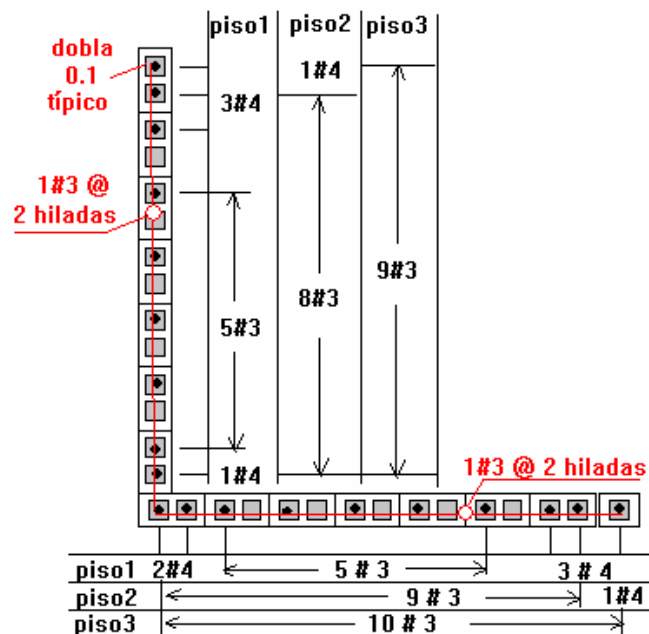 piso1 piso2 piso3
dobla
0.1
típico
1#4
3#4
1#3 @
2 hiladas
9#3
8#3
5#3
1#4
1#3 @ 2 hiladas
piso1 2#4 5 # 3 3 # 4
piso2 9 # 3 1#4
piso3 10 # 3